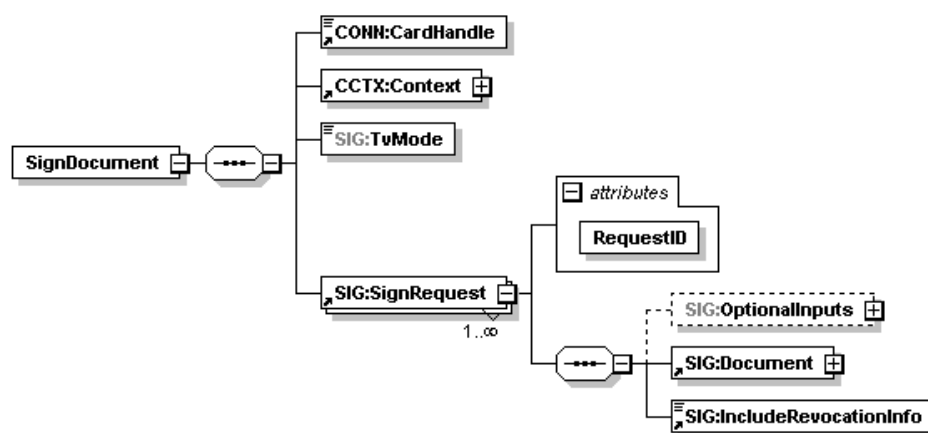 CONN:CardHandle
CCTX:Context
SIG:TvMode
SignDocument
attributes
RequestID
SIG:SignRequest
1..∞
SIG:OptionalInputs
SIG:Document
SIG:IncludeRevocationInfo